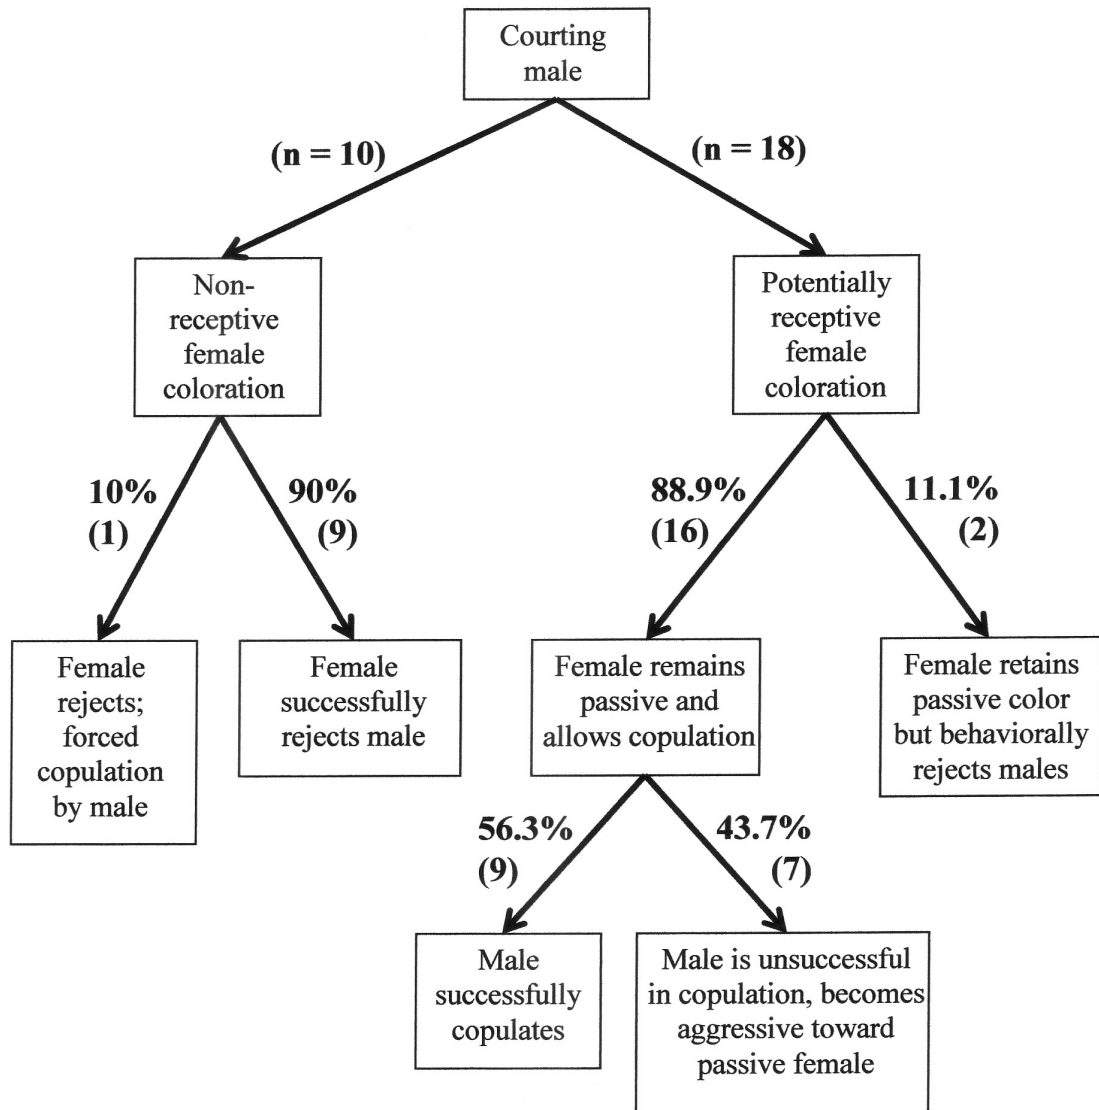 Courting
male
(n = 10)
(n = 18)
Non-
receptive
female
coloration
Potentially
receptive
female
coloration
10%
(1)
90%
(9)
88.9%
(16)
11.1%
(2)
Female
rejects;
forced
copulation
by male
Female
successfully
rejects male
Female remains
passive and
allows copulation
Female retains
passive color
but behaviorally
rejects males
56.3%
(9)
43.7%
(7)
Male
successfully
copulates
Male is unsuccessful
in copulation, becomes
aggressive toward
passive female